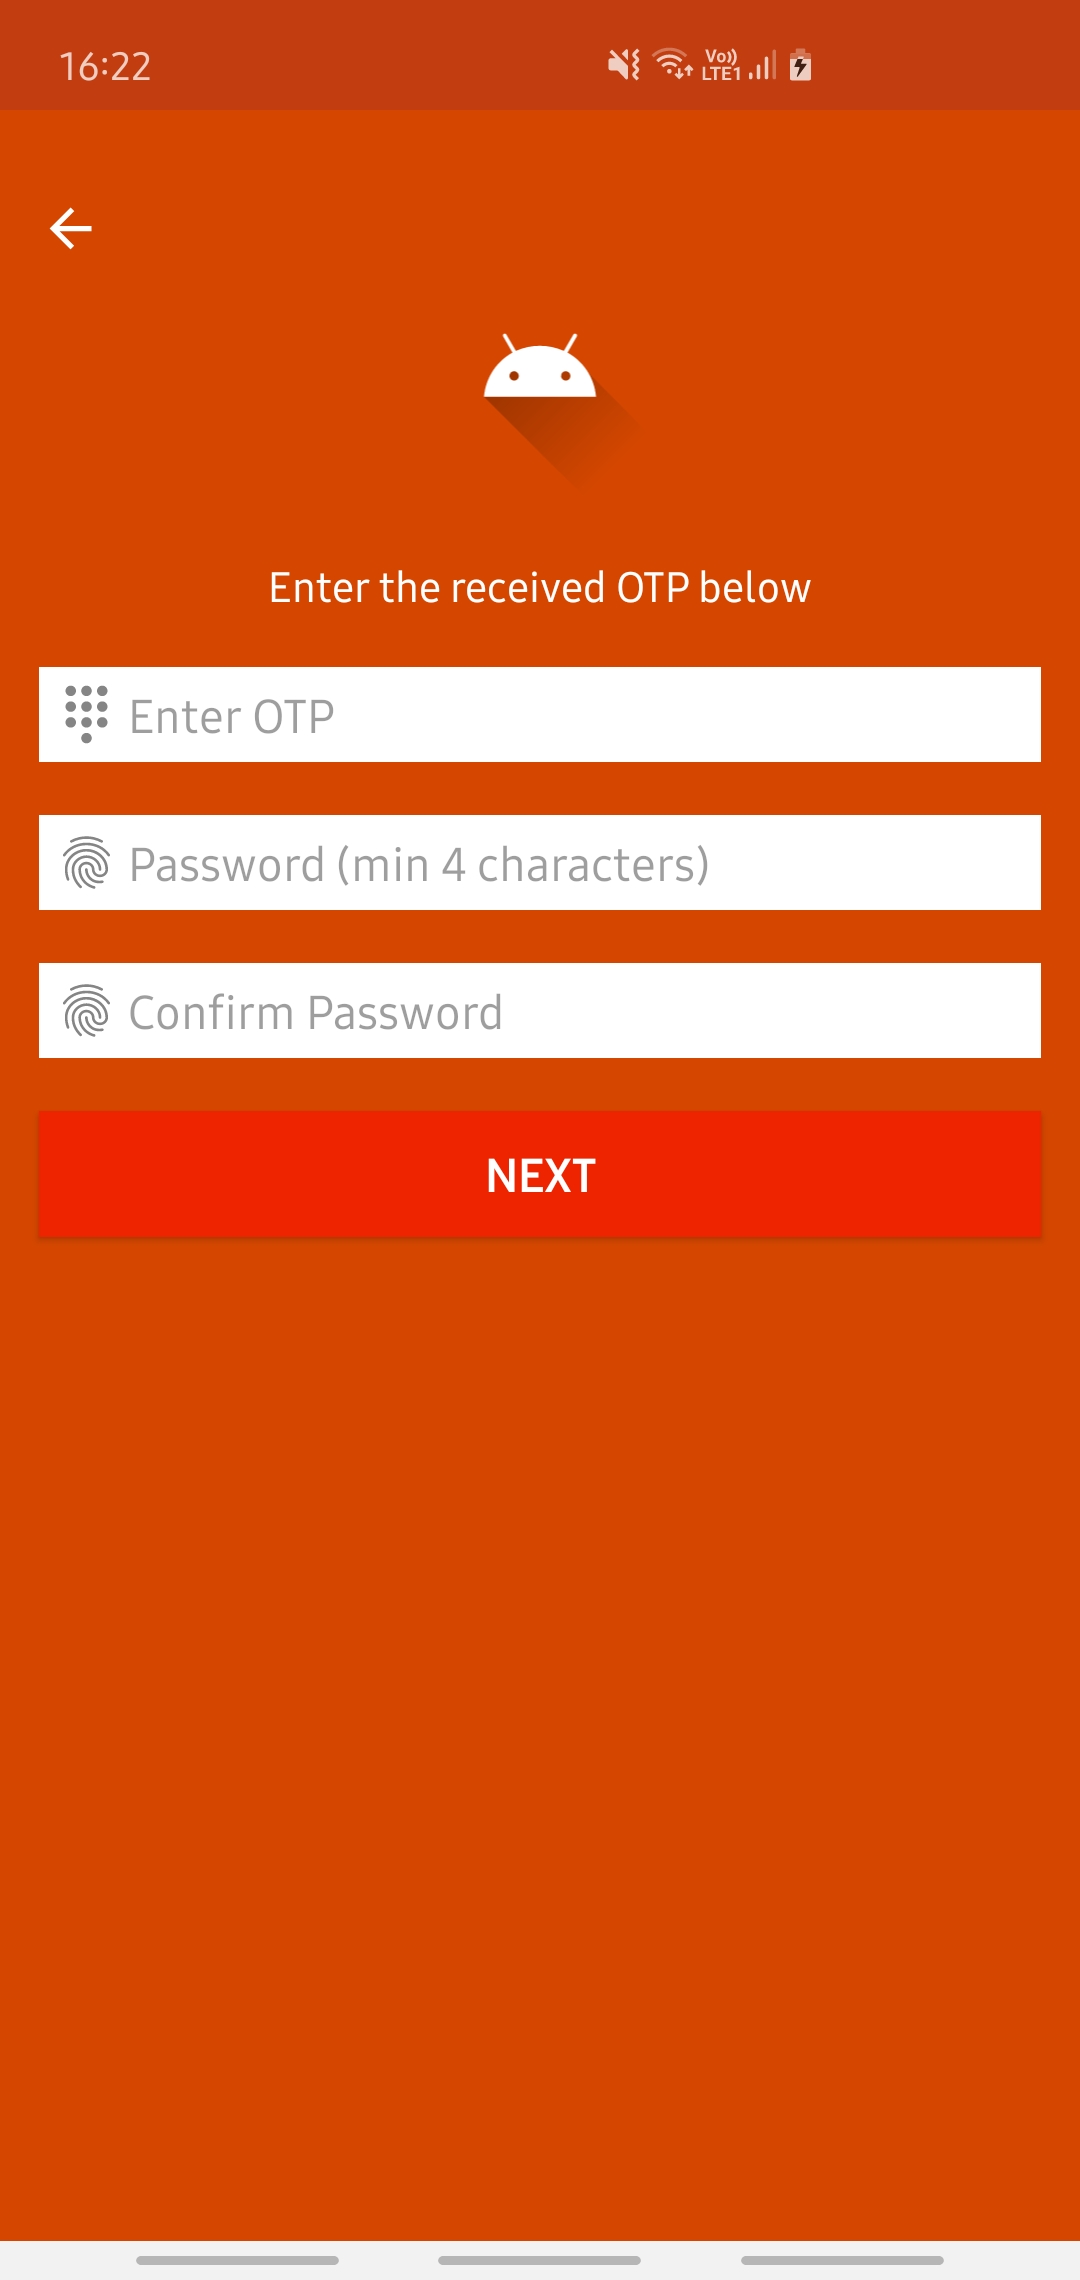 16:22
Vo))
LTE1
Enter the received OTP below
Enter OTP
Password (min 4 characters)
Confirm Password
NEXT